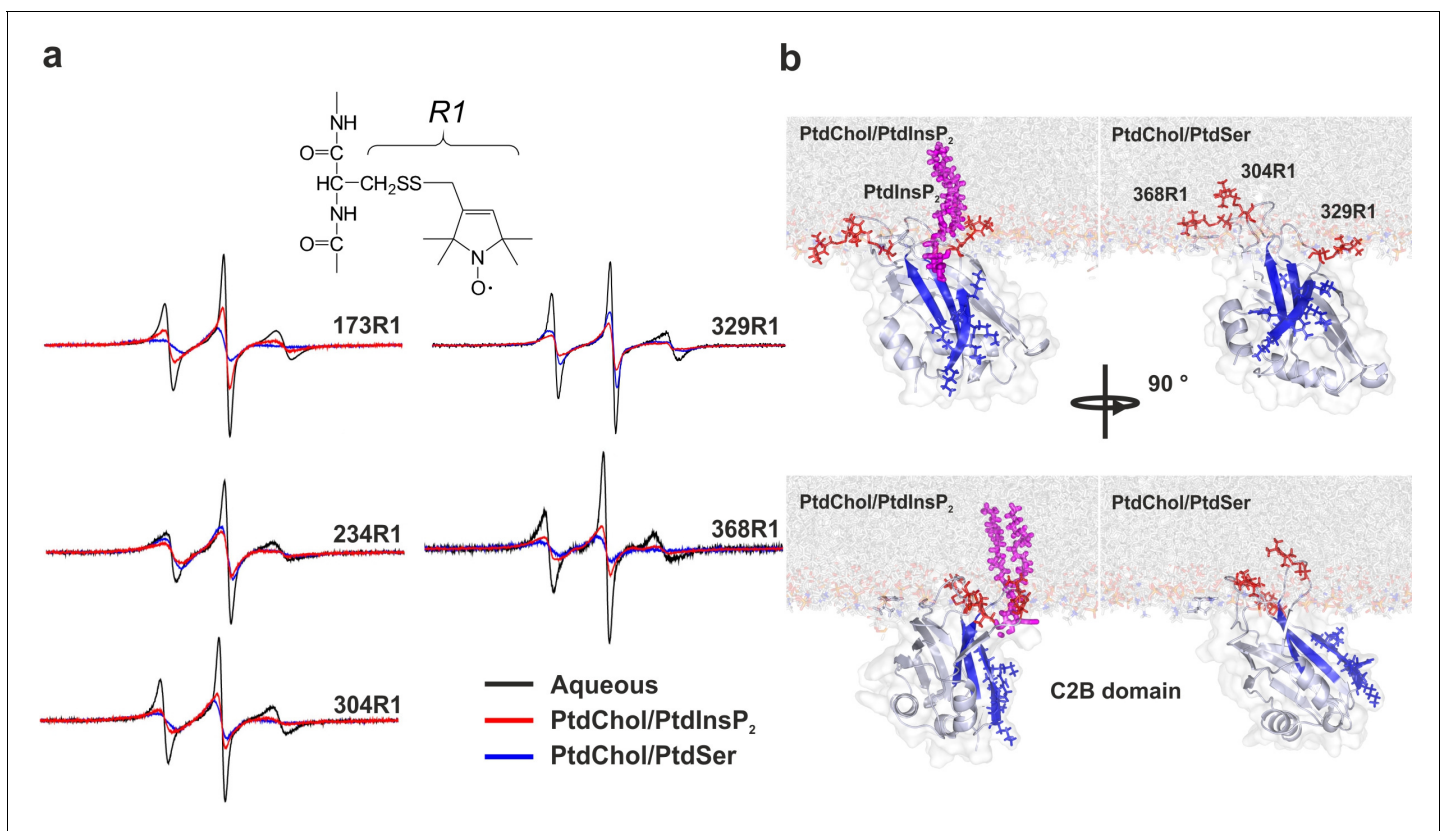 a
R1
NH
O=C
HC-CH₂SS
NH
O=C
N
O•
173R1
329R1
234R1
368R1
304R1
Aqueous
PtdChol/PtdInsP₂
PtdChol/PtdSer
b
PtdChol/PtdInsP₂
PtdInsP₂
PtdChol/PtdSer
304R1
368R1
329R1
90 °
PtdChol/PtdInsP₂
PtdChol/PtdSer
C2B domain